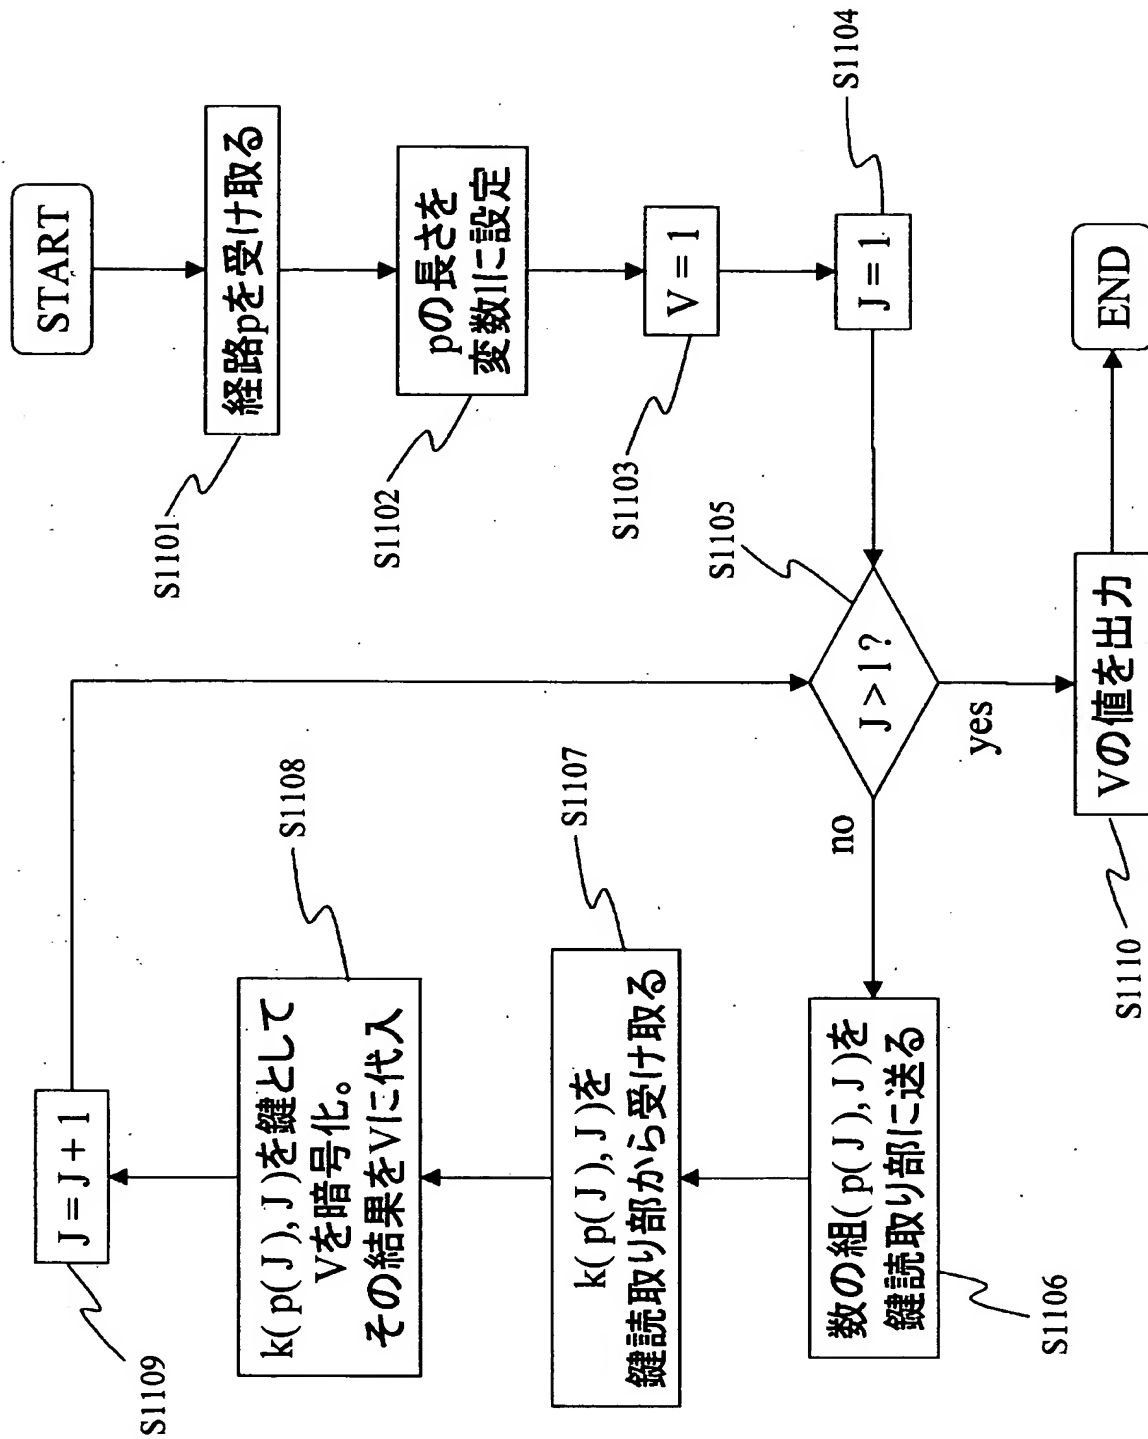 START
経路pを受け取る
S1101
pの長さを
変数lに設定
S1102
V = 1
S1103
J = 1
S1104
J > l ?
S1105
no
yes
数の組( p( J ), J )を
鍵読取り部に送る
S1106
k( p( J ), J )を
鍵読取り部から受け取る
S1107
k( p( J ), J )を鍵として
Vを暗号化。
その結果をVに代入
S1108
J = J + 1
S1109
Vの値を出力
S1110
END